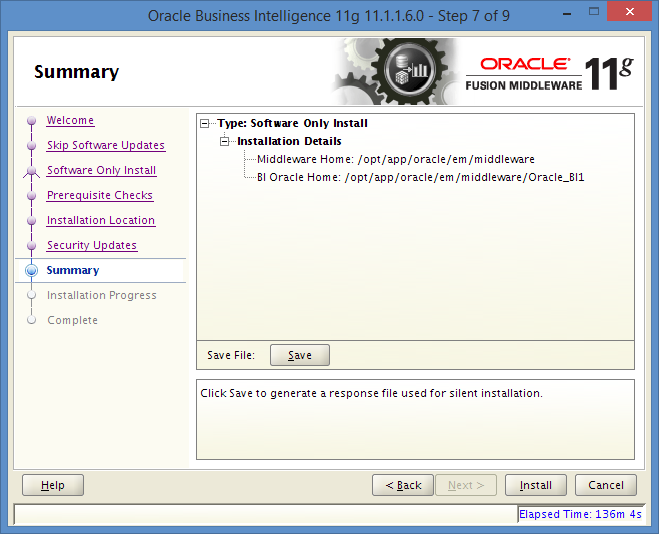 Oracle Business Intelligence 11g 11.1.1.6.0 - Step 7 of 9
Summary
ORACLE
FUSION MIDDLEWARE 11g
Welcome
Skip Software Updates
Software Only Install
Prerequisite Checks
Installation Location
Security Updates
Summary
Installation Progress
Complete
Type: Software Only Install
Installation Details
Middleware Home: /opt/app/oracle/em/middleware
BI Oracle Home: /opt/app/oracle/em/middleware/Oracle_BI1
Save File: Save
Click Save to generate a response file used for silent installation.
Help < Back Next > Install Cancel
Elapsed Time: 136m 4s